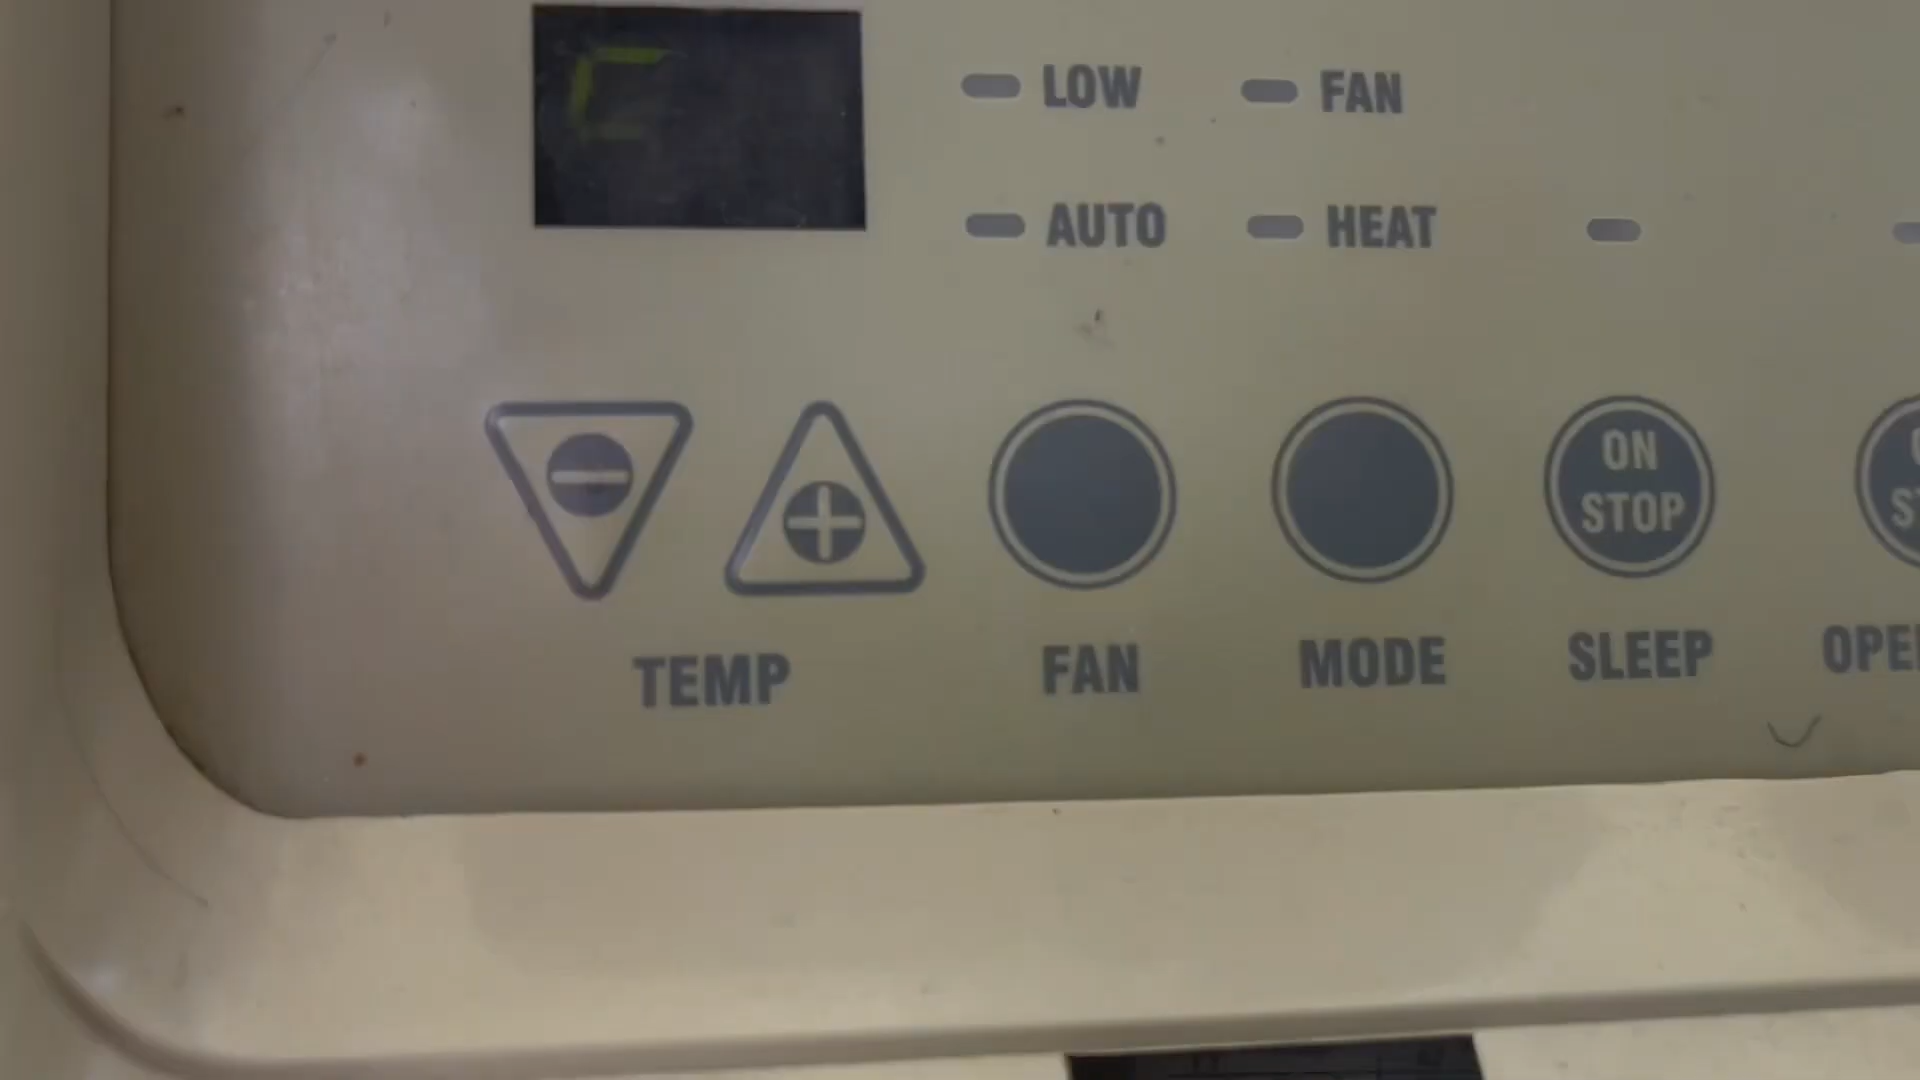 LOW FAN
AUTO HEAT
ON
STOP
TEMP FAN MODE SLEEP